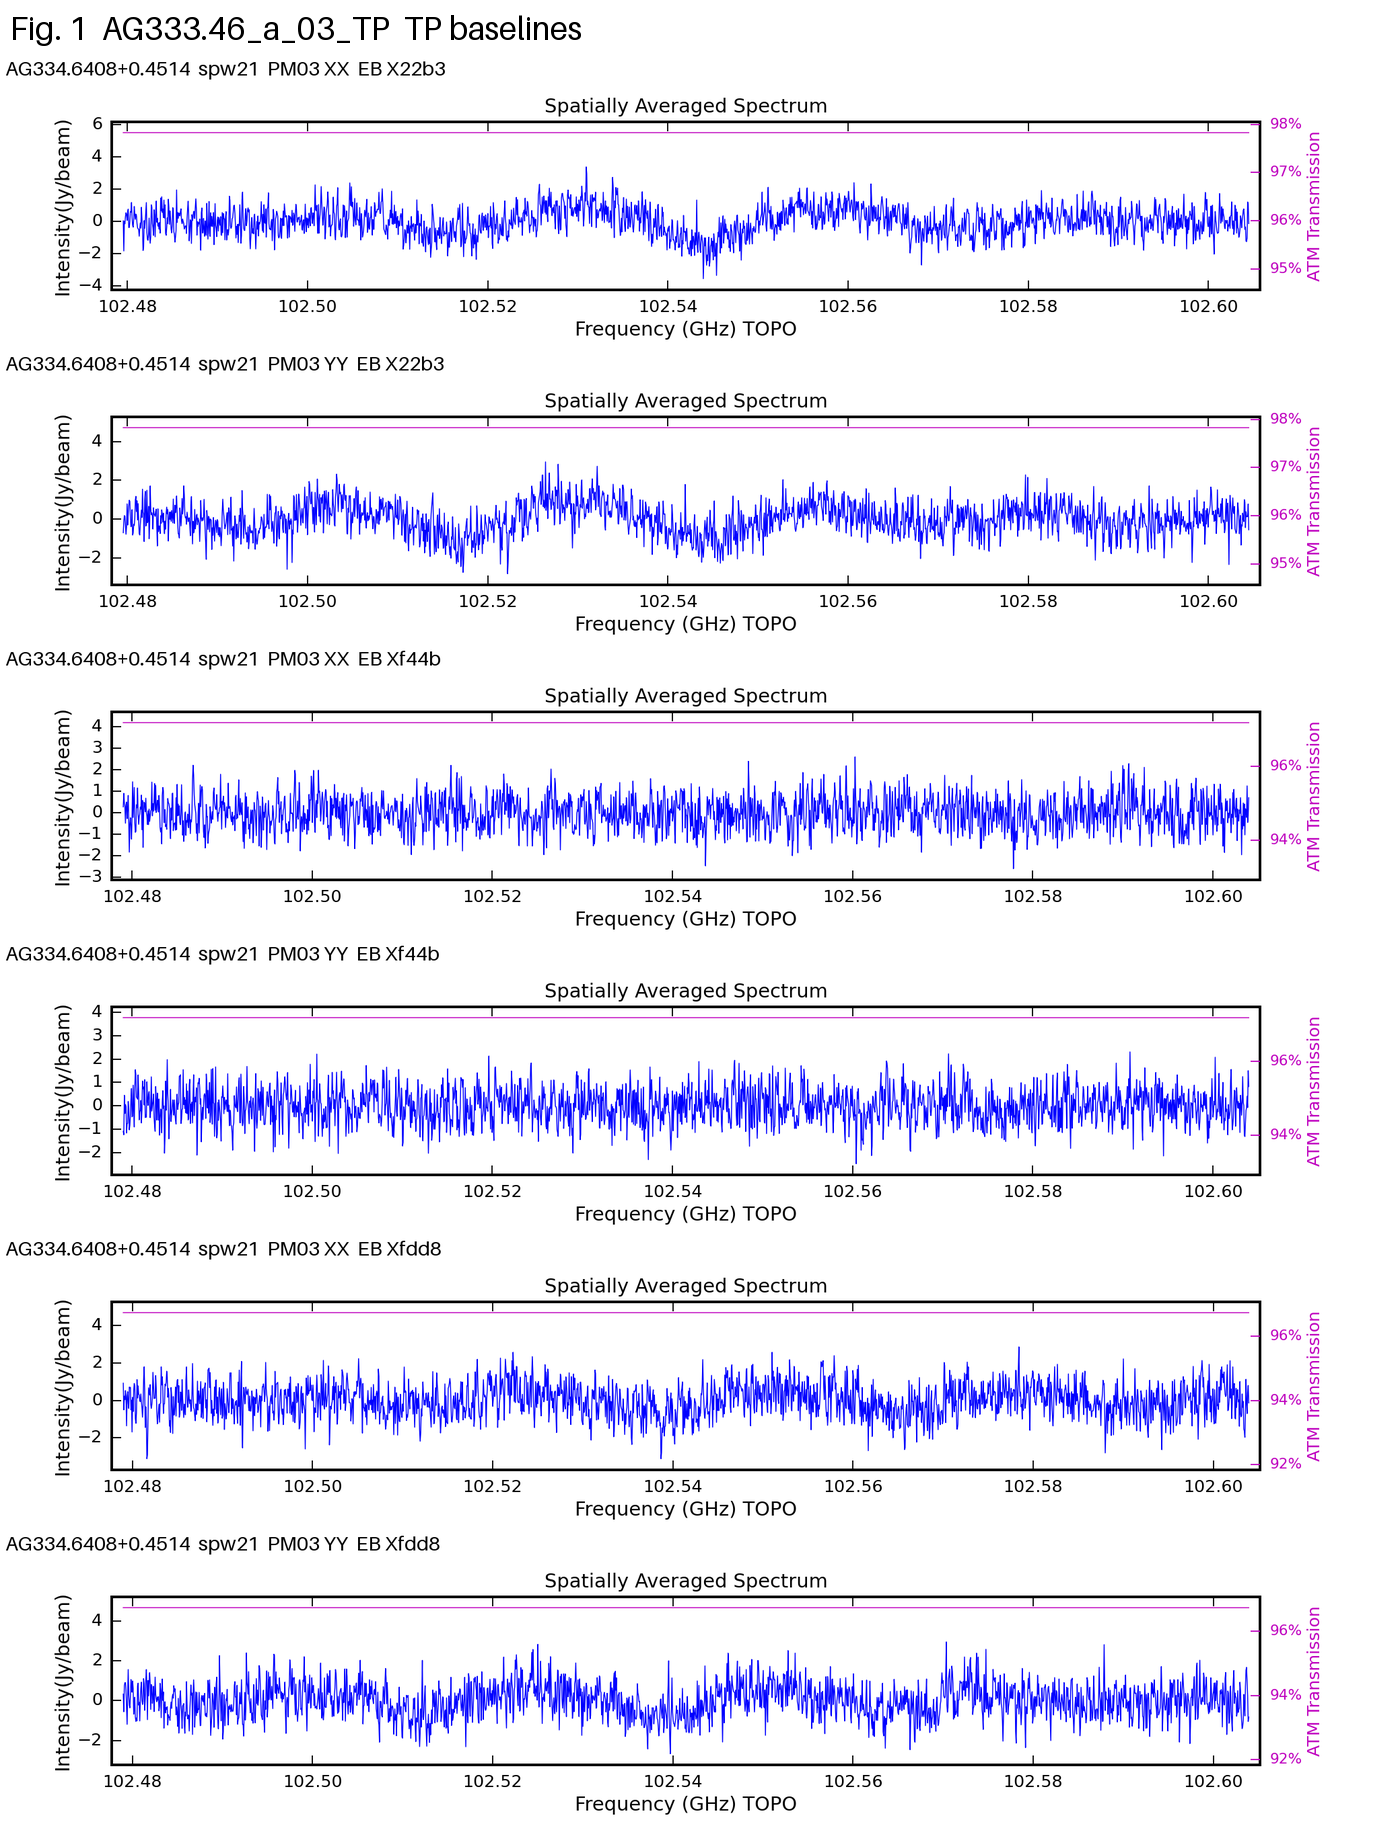 Fig. 1 AG333.46_a_03_TP TP baselines
AG334.6408+0.4514 spw21 PM03 XX EB X22b3
Spatially Averaged Spectrum
6
4
2
0
−2
−4
Intensity(Jy/beam)
98%
97%
96%
95%
ATM Transmission
102.48 102.50 102.52 102.54 102.56 102.58 102.60
Frequency (GHz) TOPO
AG334.6408+0.4514 spw21 PM03 YY EB X22b3
Spatially Averaged Spectrum
4
2
0
−2
Intensity(Jy/beam)
98%
97%
96%
95%
ATM Transmission
102.48 102.50 102.52 102.54 102.56 102.58 102.60
Frequency (GHz) TOPO
AG334.6408+0.4514 spw21 PM03 XX EB Xf44b
Spatially Averaged Spectrum
4
3
2
1
0
−1
−2
−3
Intensity(Jy/beam)
96%
94%
ATM Transmission
102.48 102.50 102.52 102.54 102.56 102.58 102.60
Frequency (GHz) TOPO
AG334.6408+0.4514 spw21 PM03 YY EB Xf44b
Spatially Averaged Spectrum
4
3
2
1
0
−1
−2
Intensity(Jy/beam)
96%
94%
ATM Transmission
102.48 102.50 102.52 102.54 102.56 102.58 102.60
Frequency (GHz) TOPO
AG334.6408+0.4514 spw21 PM03 XX EB Xfdd8
Spatially Averaged Spectrum
4
2
0
−2
Intensity(Jy/beam)
96%
94%
92%
ATM Transmission
102.48 102.50 102.52 102.54 102.56 102.58 102.60
Frequency (GHz) TOPO
AG334.6408+0.4514 spw21 PM03 YY EB Xfdd8
Spatially Averaged Spectrum
4
2
0
−2
Intensity(Jy/beam)
96%
94%
92%
ATM Transmission
102.48 102.50 102.52 102.54 102.56 102.58 102.60
Frequency (GHz) TOPO